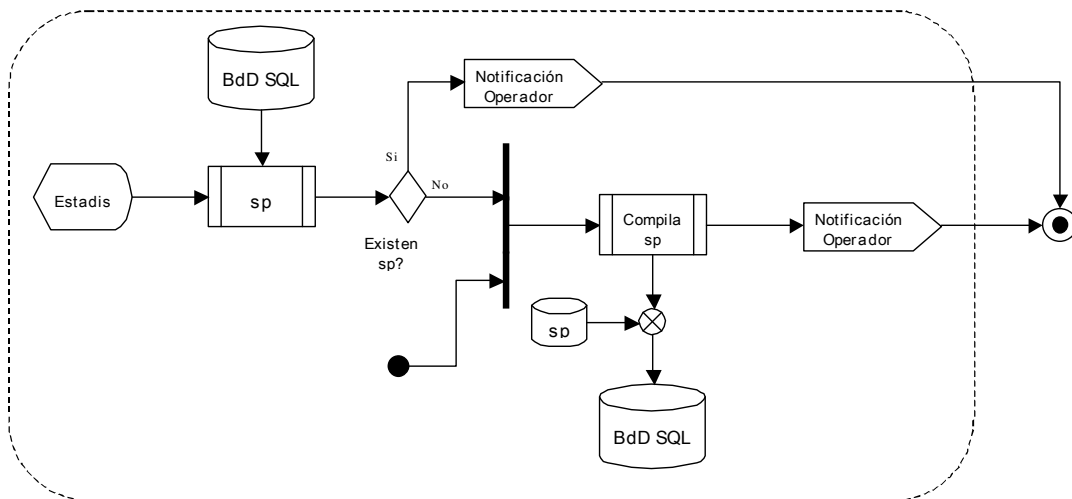 BdD SQL
Notificación
Operador
Si
Estadis
sp
No
Existen
sp?
Compila
sp
Notificación
Operador
sp
BdD SQL